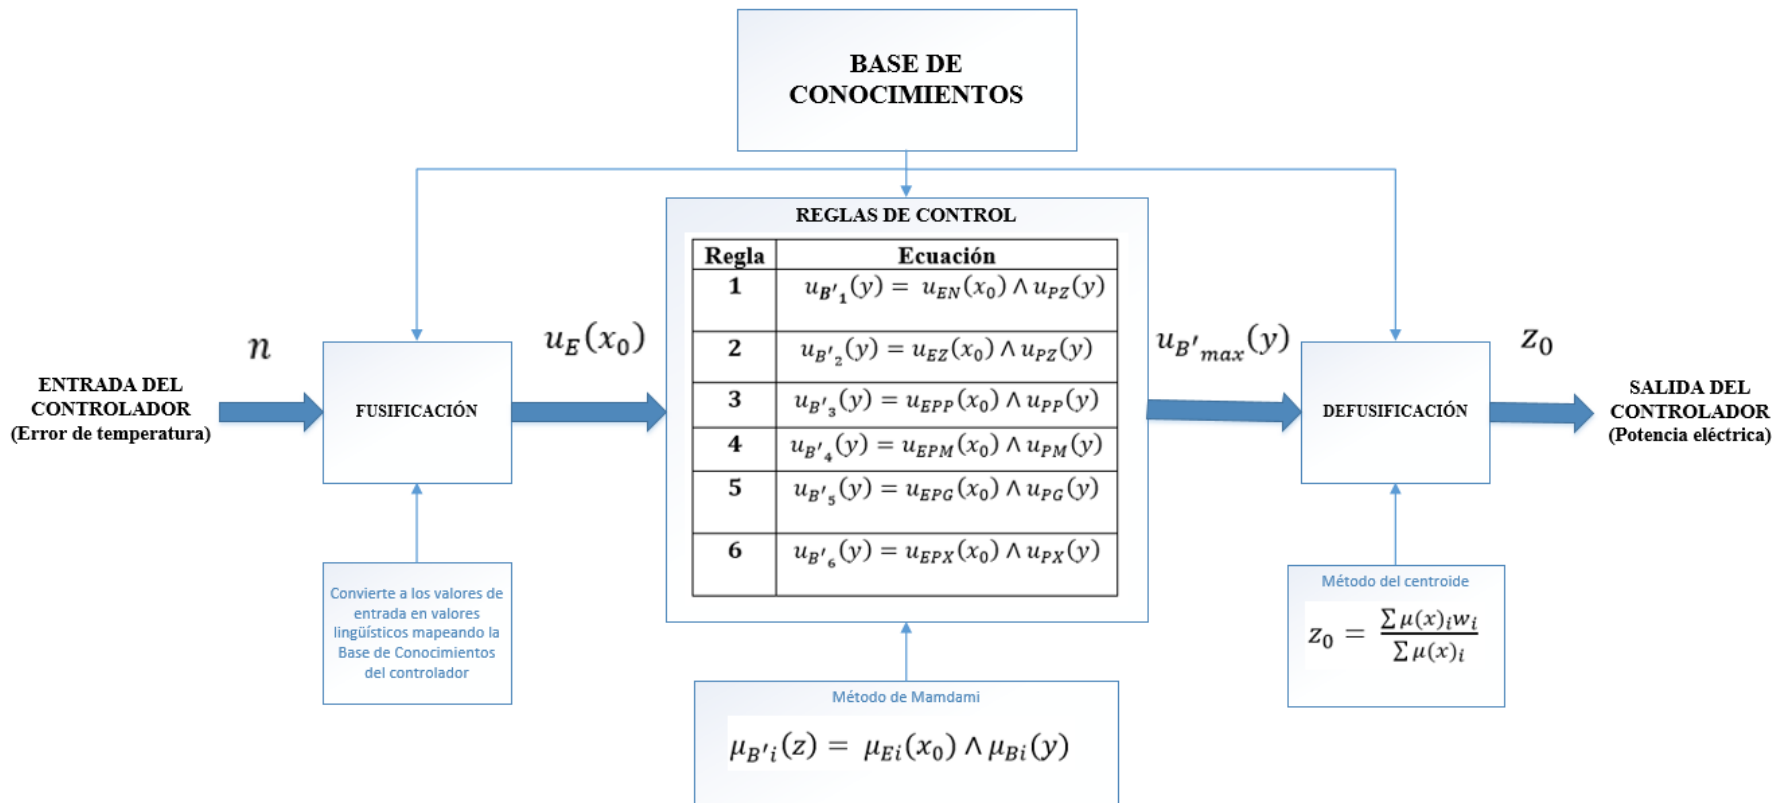 BASE DE
CONOCIMIENTOS
REGLAS DE CONTROL
Regla Ecuación
1 u_{B'_1}(y) = u_{EN}(x_0) ∧ u_{PZ}(y)
2 u_{B'_2}(y) = u_{EZ}(x_0) ∧ u_{PZ}(y)
3 u_{B'_3}(y) = u_{EPP}(x_0) ∧ u_{PP}(y)
4 u_{B'_4}(y) = u_{EPM}(x_0) ∧ u_{PM}(y)
5 u_{B'_5}(y) = u_{EPG}(x_0) ∧ u_{PG}(y)
6 u_{B'_6}(y) = u_{EPX}(x_0) ∧ u_{PX}(y)
n
ENTRADA DEL
CONTROLADOR
(Error de temperatura)
FUSIFICACIÓN
u_E(x_0)
u_{B'_{max}}(y)
DEFUSIFICACIÓN
z_0
SALIDA DEL
CONTROLADOR
(Potencia eléctrica)
Convierte a los valores de
entrada en valores
lingüísticos mapeando la
Base de Conocimientos
del controlador
Método de Mamdami
μ_{B'i}(z) = μ_{Ei}(x_0) ∧ μ_{Bi}(y)
Método del centroide
z_0 = \frac{∑ μ(x)_i w_i}{∑ μ(x)_i}